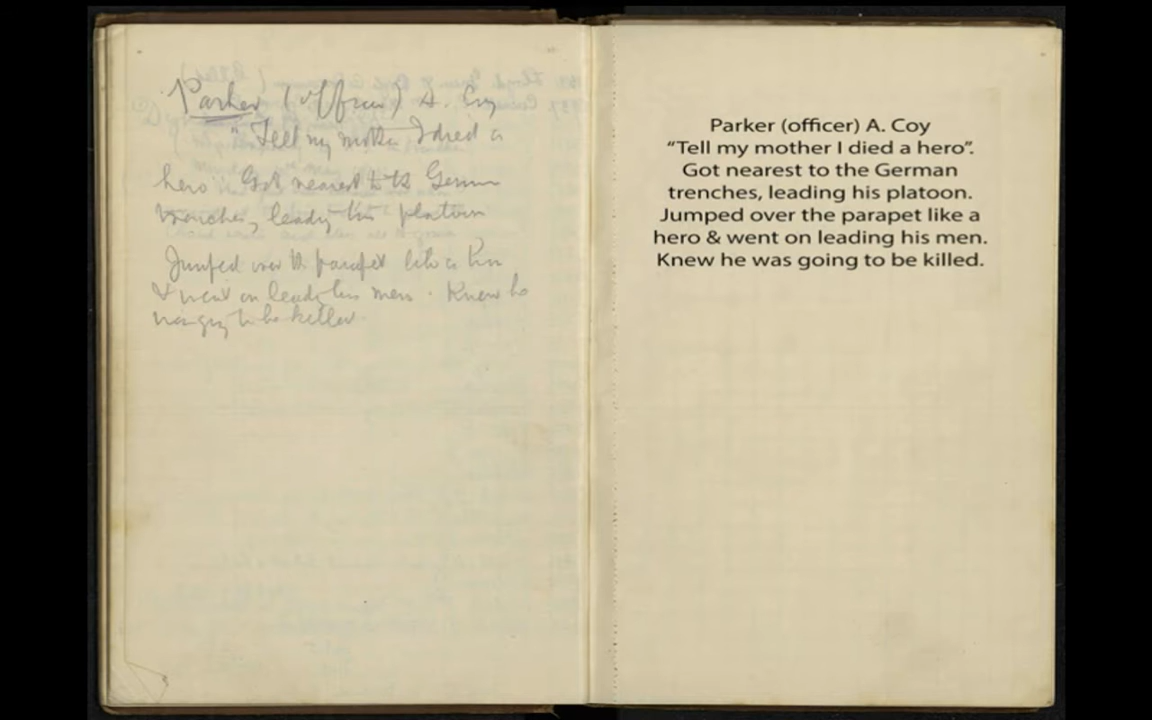 Parker (officer) A. Coy
"Tell my mother I died a
hero". Got nearest to the German
trenches, leading his platoon
Jumped over the parapet like a hero
& went on leading his men. Knew he
was going to be killed
Parker (officer) A. Coy
“Tell my mother I died a hero”.
Got nearest to the German
trenches, leading his platoon.
Jumped over the parapet like a
hero & went on leading his men.
Knew he was going to be killed.